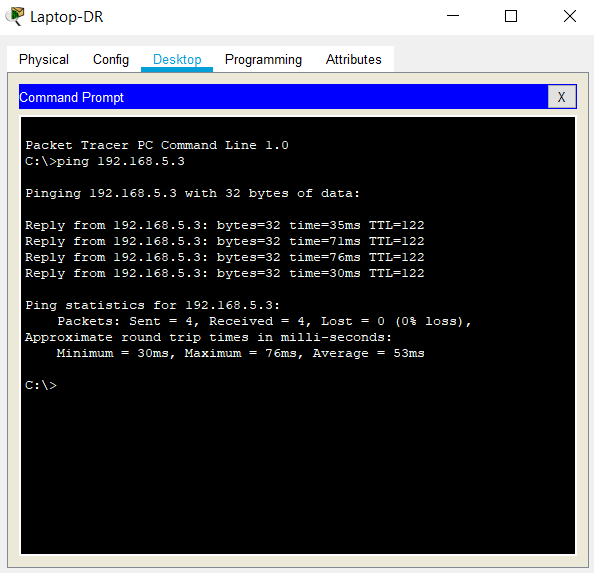 Laptop-DR
Physical Config Desktop Programming Attributes
Command Prompt X
Packet Tracer PC Command Line 1.0
C:\>ping 192.168.5.3
Pinging 192.168.5.3 with 32 bytes of data:
Reply from 192.168.5.3: bytes=32 time=35ms TTL=122
Reply from 192.168.5.3: bytes=32 time=71ms TTL=122
Reply from 192.168.5.3: bytes=32 time=76ms TTL=122
Reply from 192.168.5.3: bytes=32 time=30ms TTL=122
Ping statistics for 192.168.5.3:
    Packets: Sent = 4, Received = 4, Lost = 0 (0% loss),
Approximate round trip times in milli-seconds:
    Minimum = 30ms, Maximum = 76ms, Average = 53ms
C:\>